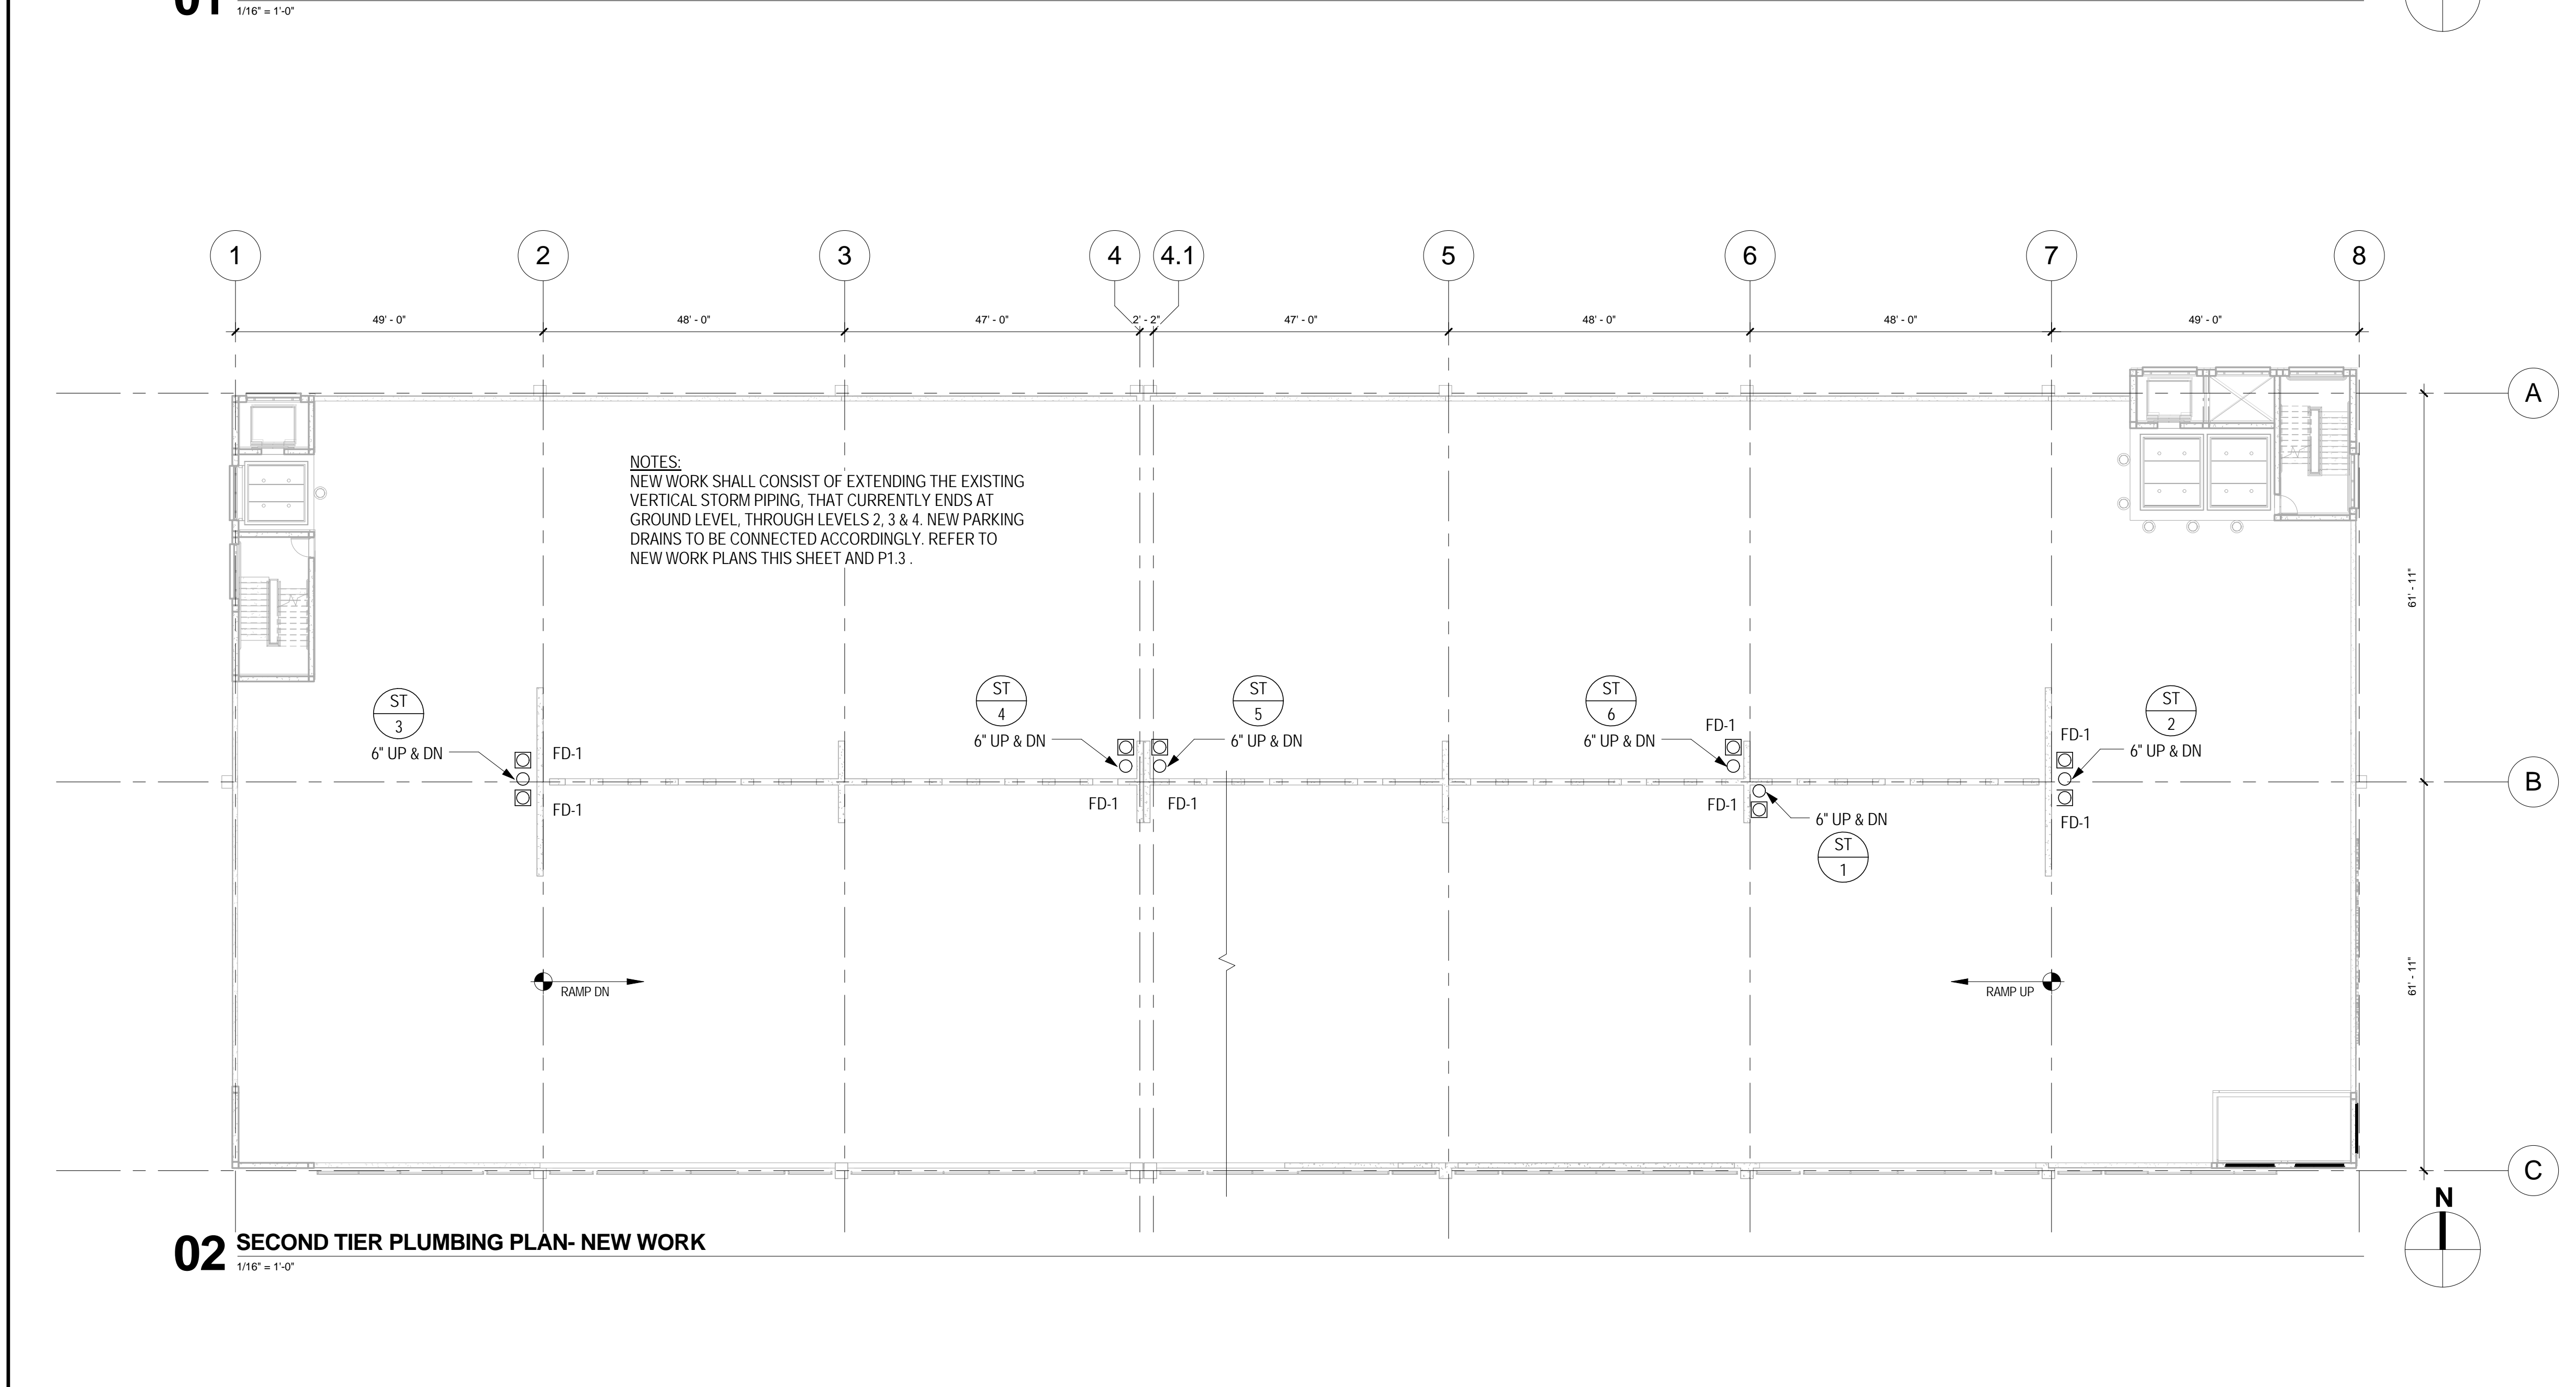 01
1/16" = 1'-0"
1 2 3 4 4.1 5 6 7 8
49' - 0" 48' - 0" 47' - 0" 2' - 2" 47' - 0" 48' - 0" 48' - 0" 49' - 0"
A
NOTES:
NEW WORK SHALL CONSIST OF EXTENDING THE EXISTING
VERTICAL STORM PIPING, THAT CURRENTLY ENDS AT
GROUND LEVEL, THROUGH LEVELS 2, 3 & 4. NEW PARKING
DRAINS TO BE CONNECTED ACCORDINGLY. REFER TO
NEW WORK PLANS THIS SHEET AND P1.3 .
61' - 11"
ST
3
6" UP & DN
FD-1
FD-1
ST
4
6" UP & DN
FD-1
ST
5
6" UP & DN
FD-1
ST
6
6" UP & DN
FD-1
FD-1
6" UP & DN
ST
1
ST
2
FD-1
6" UP & DN
FD-1
B
61' - 11"
RAMP DN
RAMP UP
C
N
02 SECOND TIER PLUMBING PLAN- NEW WORK
1/16" = 1'-0"